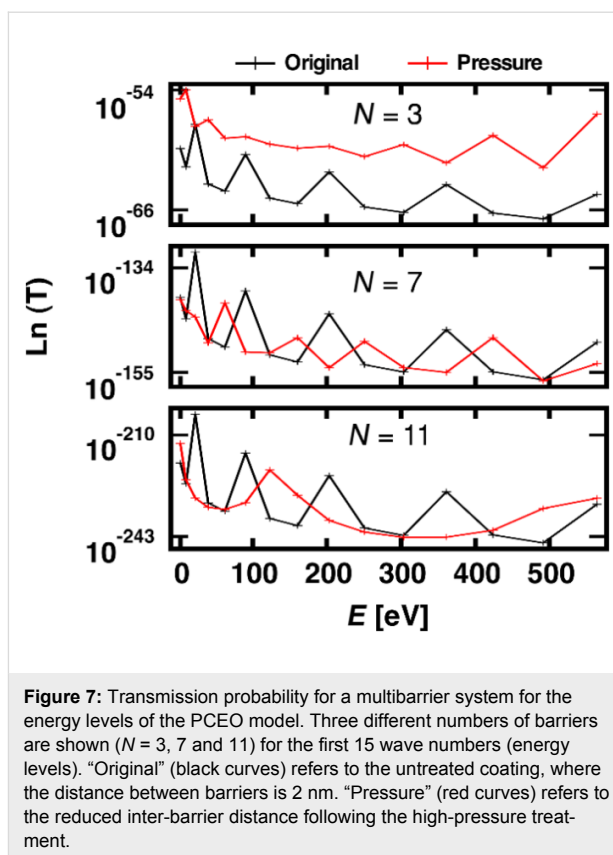 Original Pressure
10^-54
N = 3
10^-66
10^-134
N = 7
10^-155
10^-210
N = 11
10^-243
Ln (T)
0 100 200 300 400 500
E [eV]
Figure 7: Transmission probability for a multibarrier system for the
energy levels of the PCEO model. Three different numbers of barriers
are shown (N = 3, 7 and 11) for the first 15 wave numbers (energy
levels). “Original” (black curves) refers to the untreated coating, where
the distance between barriers is 2 nm. “Pressure” (red curves) refers to
the reduced inter-barrier distance following the high-pressure treat-
ment.